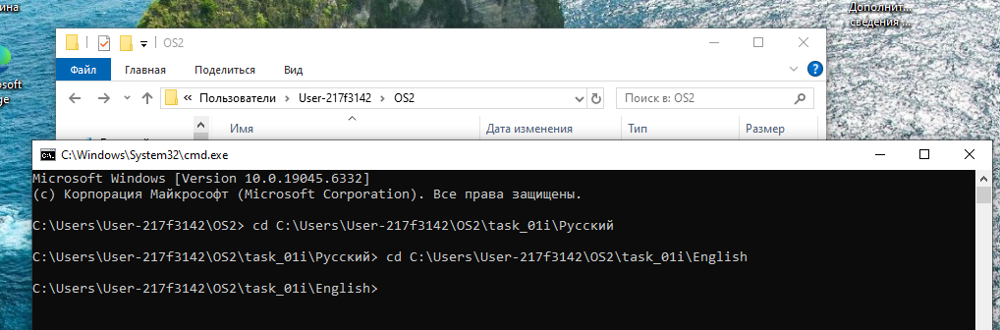 Дополнит...
сведения ...
OS2
Файл
Главная
Поделиться
Вид
« Пользователи > User-217f3142 > OS2
Поиск в: OS2
Имя
Дата изменения
Тип
Размер
C:\Windows\System32\cmd.exe
Microsoft Windows [Version 10.0.19045.6332]
(c) Корпорация Майкрософт (Microsoft Corporation). Все права защищены.
C:\Users\User-217f3142\OS2> cd C:\Users\User-217f3142\OS2\task_01i\Русский
C:\Users\User-217f3142\OS2\task_01i\Русский> cd C:\Users\User-217f3142\OS2\task_01i\English
C:\Users\User-217f3142\OS2\task_01i\English>